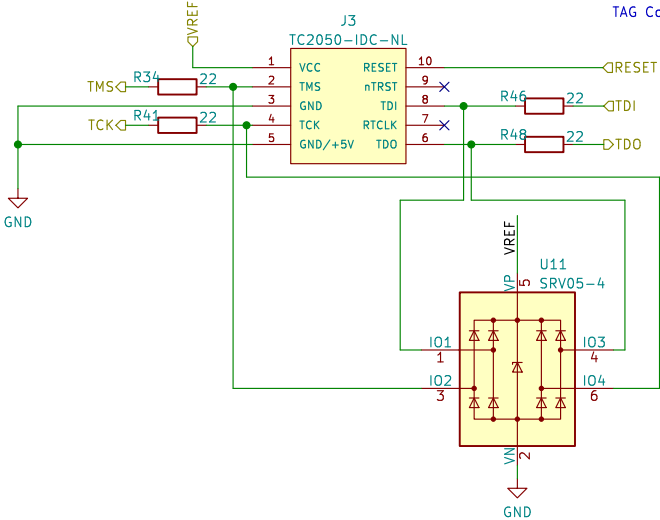 TAG Co
VREF
J3
TC2050-IDC-NL
1 VCC RESET 10 RESET
TMS R34 22 2 TMS nTRST 9
3 GND TDI 8 R46 22 TDI
TCK R41 22 4 TCK RTCLK 7
5 GND/+5V TDO 6 R48 22 TDO
GND
VREF
U11
SRV05-4
VP 5
IO1 IO3
1 4
IO2 IO4
3 6
VN 2
GND